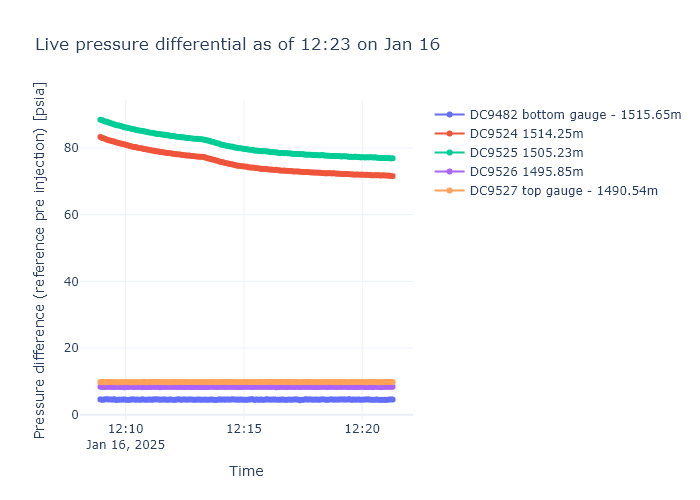 Live pressure differential as of 12:23 on Jan 16
Pressure difference (reference pre injection) [psia]
80
60
40
20
0
12:10
Jan 16, 2025
12:15
12:20
Time
DC9482 bottom gauge - 1515.65m
DC9524 1514.25m
DC9525 1505.23m
DC9526 1495.85m
DC9527 top gauge - 1490.54m